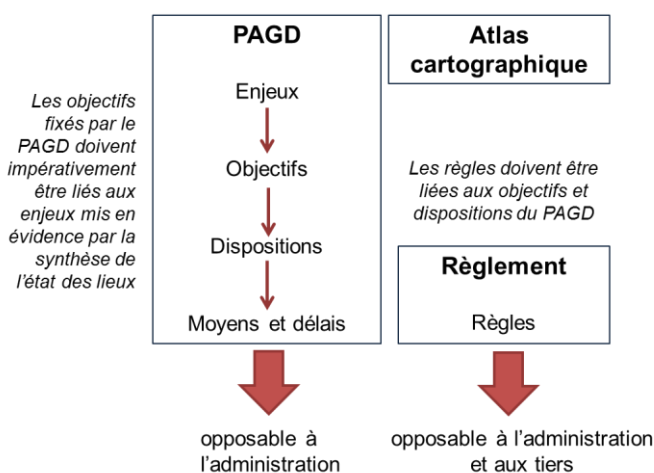 PAGD
Enjeux
Objectifs
Dispositions
Moyens et délais
Les objectifs
fixés par le
PAGD doivent
impérativement
être liés aux
enjeux mis en
évidence par la
synthèse de
l'état des lieux
opposable à
l'administration
Atlas
cartographique
Les règles doivent être
liées aux objectifs et
dispositions du PAGD
Règlement
Règles
opposable à l'administration
et aux tiers